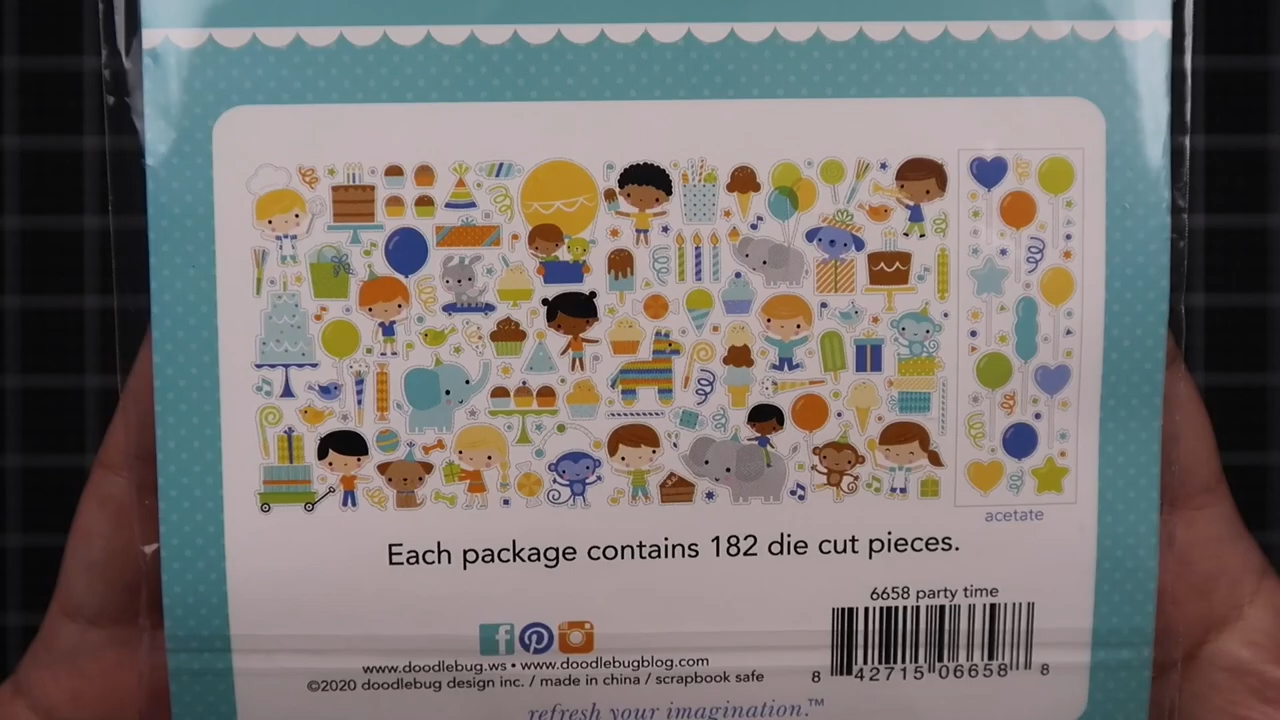 acetate
Each package contains 182 die cut pieces.
6658 party time
www.doodlebug.ws • www.doodlebugblog.com
©2020 doodlebug design inc. / made in china / scrapbook safe
8 42715 06658 8
refresh your imagination.™